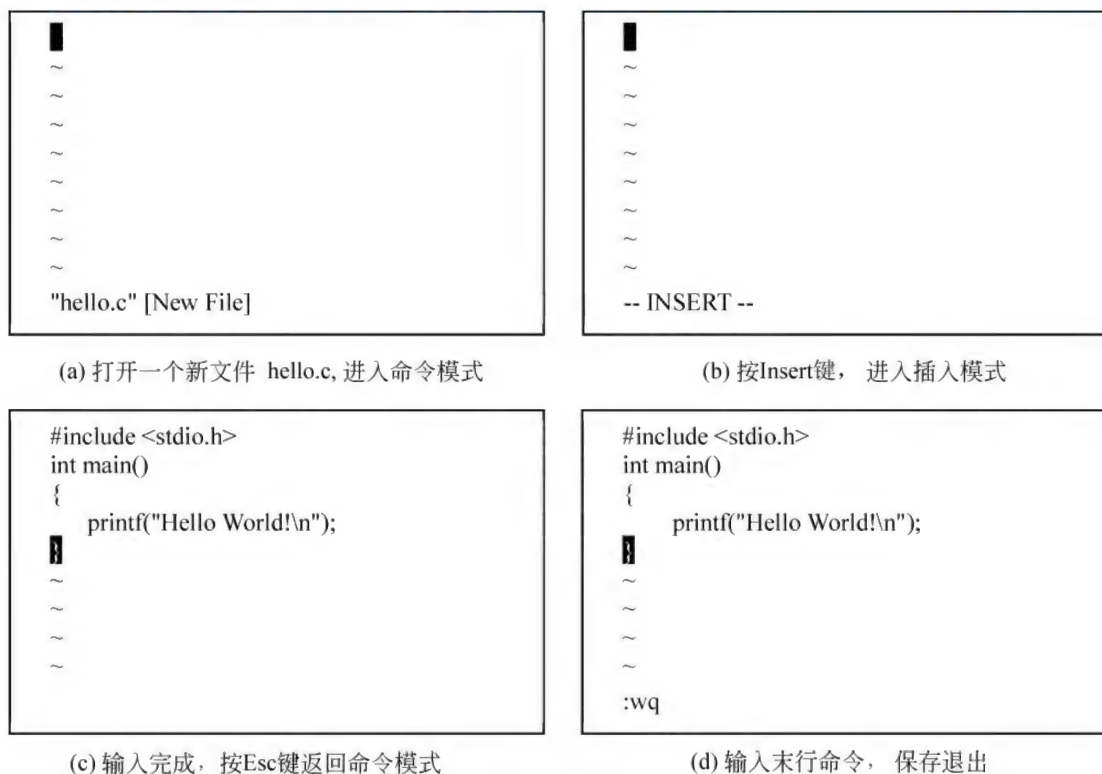 ~
~
~
~
~
~
~
~
"hello.c" [New File]
(a) 打开一个新文件 hello.c, 进入命令模式
~
~
~
~
~
~
~
~
-- INSERT --
(b) 按Insert键， 进入插入模式
#include <stdio.h>
int main()
{
printf("Hello World!\n");
}
~
~
~
~
(c) 输入完成，按Esc键返回命令模式
#include <stdio.h>
int main()
{
printf("Hello World!\n");
}
~
~
~
~
:wq
(d) 输入末行命令， 保存退出